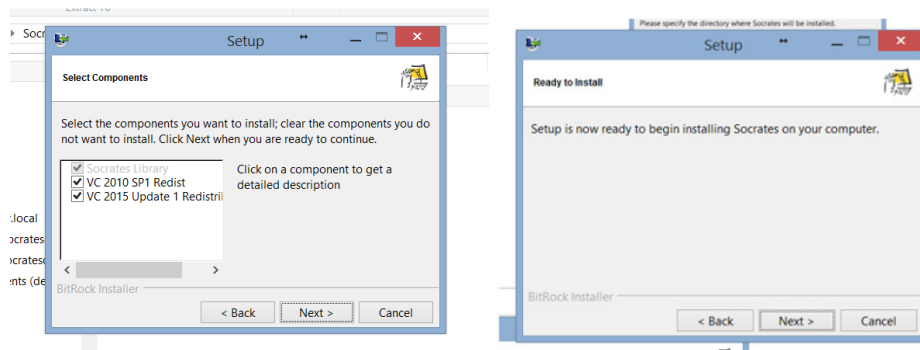 Extract To
Socr
Setup
Select Components
Select the components you want to install; clear the components you do
not want to install. Click Next when you are ready to continue.
Socrates Library
VC 2010 SP1 Redist
VC 2015 Update 1 Redistril
Click on a component to get a
detailed description
r.local
ocrates
ocrates
ents (de
BitRock Installer
< Back
Next >
Cancel
Please specify the directory where Socrates will be installed.
Setup
Ready to Install
Setup is now ready to begin installing Socrates on your computer.
BitRock Installer
< Back
Next >
Cancel